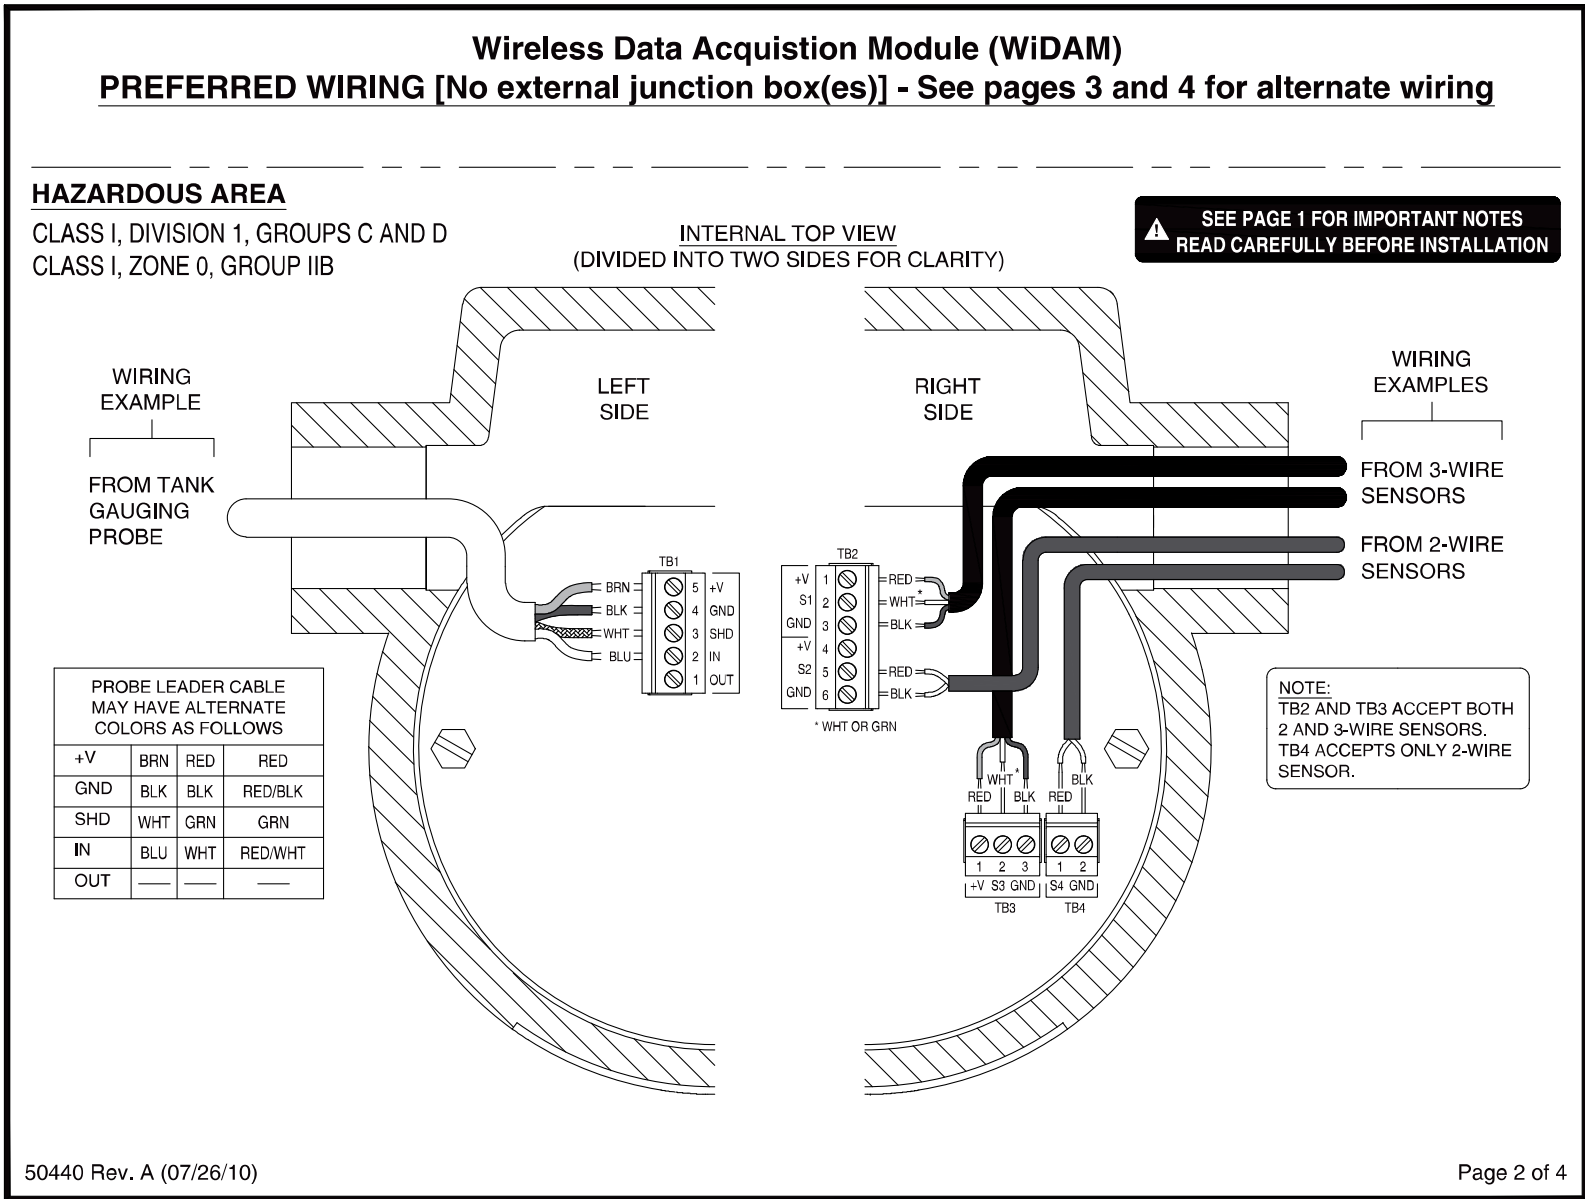 Wireless Data Acquistion Module (WiDAM)
PREFERRED WIRING [No external junction box(es)] - See pages 3 and 4 for alternate wiring
HAZARDOUS AREA
CLASS I, DIVISION 1, GROUPS C AND D
CLASS I, ZONE 0, GROUP IIB
INTERNAL TOP VIEW
(DIVIDED INTO TWO SIDES FOR CLARITY)
SEE PAGE 1 FOR IMPORTANT NOTES
READ CAREFULLY BEFORE INSTALLATION
WIRING
EXAMPLE
FROM TANK
GAUGING
PROBE
LEFT
SIDE
RIGHT
SIDE
WIRING
EXAMPLES
FROM 3-WIRE
SENSORS
FROM 2-WIRE
SENSORS
TB1
BRN 5 +V
BLK 4 GND
WHT 3 SHD
BLU 2 IN
1 OUT
TB2
+V 1 RED
S1 2 WHT*
GND 3 BLK
+V 4
S2 5 RED
GND 6 BLK
* WHT OR GRN
WHT* BLK
RED BLK RED
1 2 3 1 2
+V S3 GND S4 GND
TB3 TB4
PROBE LEADER CABLE
MAY HAVE ALTERNATE
COLORS AS FOLLOWS
+V BRN RED RED
GND BLK BLK RED/BLK
SHD WHT GRN GRN
IN BLU WHT RED/WHT
OUT — — —
NOTE:
TB2 AND TB3 ACCEPT BOTH
2 AND 3-WIRE SENSORS.
TB4 ACCEPTS ONLY 2-WIRE
SENSOR.
50440 Rev. A (07/26/10)
Page 2 of 4